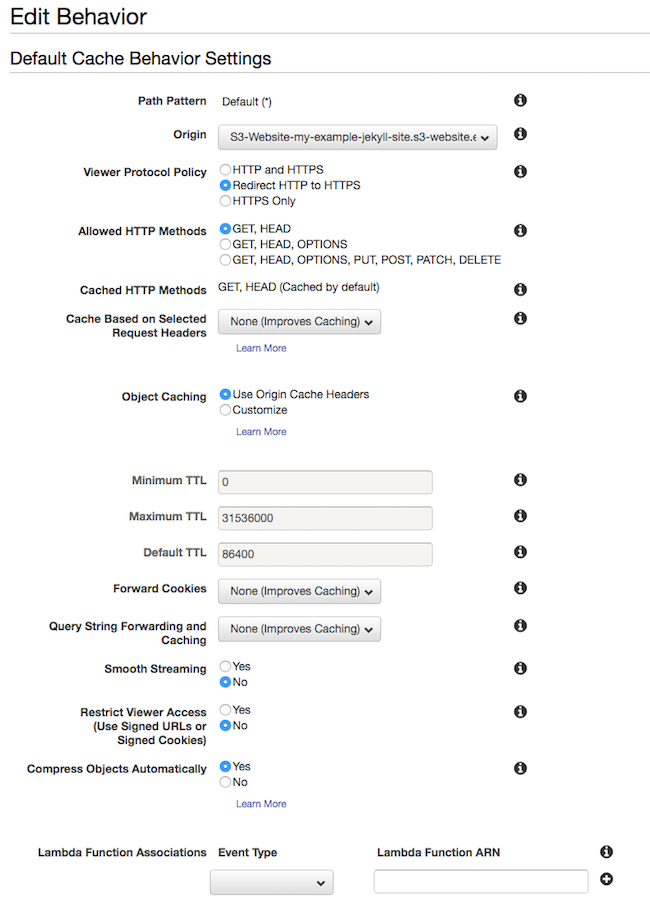 Edit Behavior
Default Cache Behavior Settings
Path Pattern Default (*)
Origin S3-Website-my-example-jekyll-site.s3-website.e
Viewer Protocol Policy HTTP and HTTPS
Redirect HTTP to HTTPS
HTTPS Only
Allowed HTTP Methods GET, HEAD
GET, HEAD, OPTIONS
GET, HEAD, OPTIONS, PUT, POST, PATCH, DELETE
Cached HTTP Methods GET, HEAD (Cached by default)
Cache Based on Selected None (Improves Caching)
Request Headers
Learn More
Object Caching Use Origin Cache Headers
Customize
Learn More
Minimum TTL 0
Maximum TTL 31536000
Default TTL 86400
Forward Cookies None (Improves Caching)
Query String Forwarding and None (Improves Caching)
Caching
Smooth Streaming Yes
No
Restrict Viewer Access Yes
(Use Signed URLs or No
Signed Cookies)
Compress Objects Automatically Yes
No
Learn More
Lambda Function Associations Event Type Lambda Function ARN